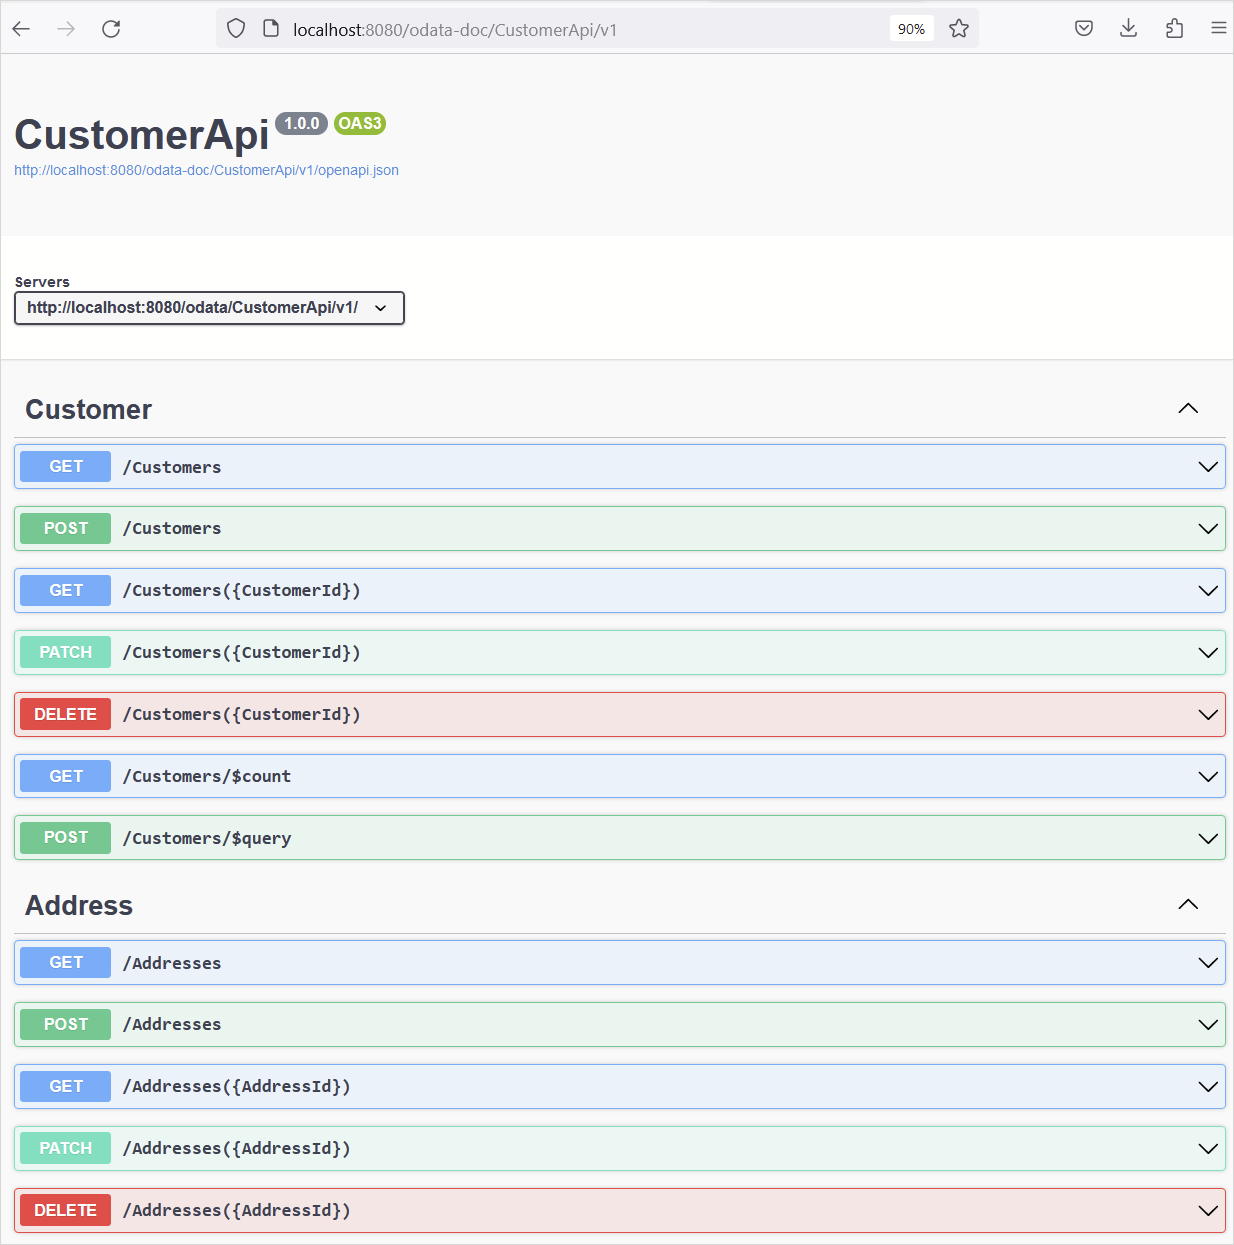 localhost:8080/odata-doc/CustomerApi/v1 90%
CustomerApi 1.0.0 OAS3
http://localhost:8080/odata-doc/CustomerApi/v1/openapi.json
Servers
http://localhost:8080/odata/CustomerApi/v1/
Customer
GET /Customers
POST /Customers
GET /Customers({CustomerId})
PATCH /Customers({CustomerId})
DELETE /Customers({CustomerId})
GET /Customers/$count
POST /Customers/$query
Address
GET /Addresses
POST /Addresses
GET /Addresses({AddressId})
PATCH /Addresses({AddressId})
DELETE /Addresses({AddressId})